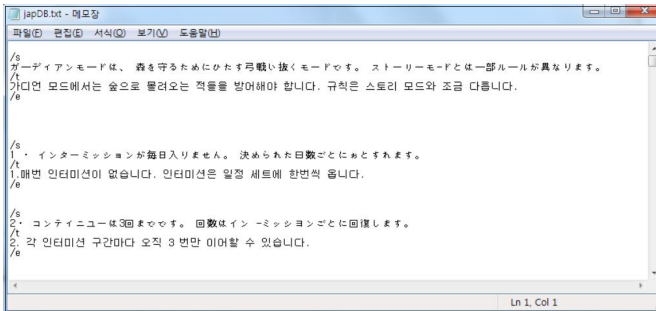 japDB.txt - 메모장
파일(F) 편집(E) 서식(O) 보기(V) 도움말(H)
/s
ガーディアンモードは、 森を守るためにひたす弓戦い抜くモードです。 ストーリーモードとは一部ルールが異なります。
/t
가디언 모드에서는 숲으로 몰려오는 적들을 방어해야 합니다. 규칙은 스토리 모드와 조금 다릅니다.
/e
/s
1 ・ インターミッションが毎日入りません。 決められた日数ごとにぉとすれます。
/t
1.매번 인터미션이 없습니다. 인터미션은 일정 세트에 한번씩 옵니다.
/e
/s
2・ コンティニューは3回までです。 回数はイン -ミッションごとに回復します。
/t
2. 각 인터미션 구간마다 오직 3 번만 이어할 수 있습니다.
/e
Ln 1, Col 1